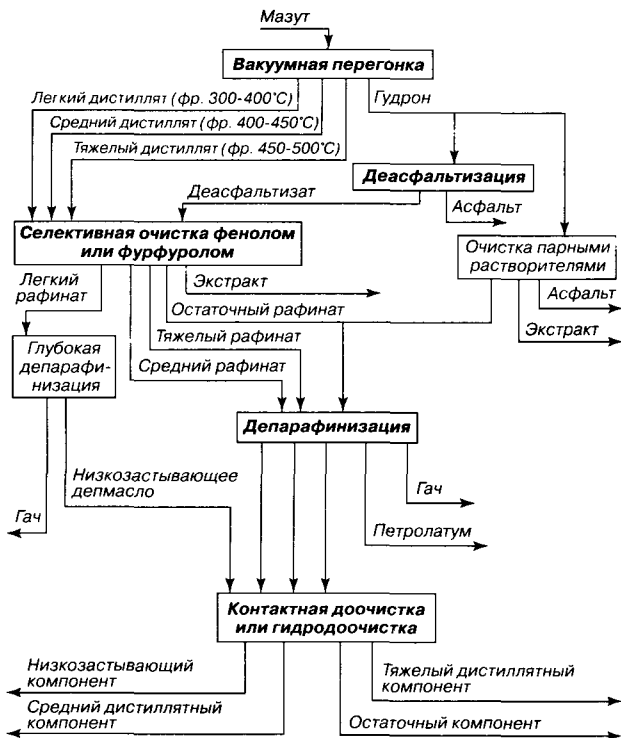 Мазут
Вакуумная перегонка
Легкий дистиллят (фр. 300-400°С)
Гудрон
Средний дистиллят (фр. 400-450°С)
Тяжелый дистиллят (фр. 450-500°С)
Деасфальтизация
Деасфальтизат
Асфальт
Селективная очистка фенолом
или фурфуролом
Очистка парными
растворителями
Легкий
рафинат
Экстракт
Асфальт
Остаточный рафинат
Экстракт
Тяжелый рафинат
Глубокая
депарафи-
низация
Средний рафинат
Депарафинизация
Низкозастывающее
депмасло
Гач
Гач
Петролатум
Контактная доочистка
или гидродоочистка
Низкозастывающий
компонент
Тяжелый дистиллятный
компонент
Средний дистиллятный
компонент
Остаточный компонент